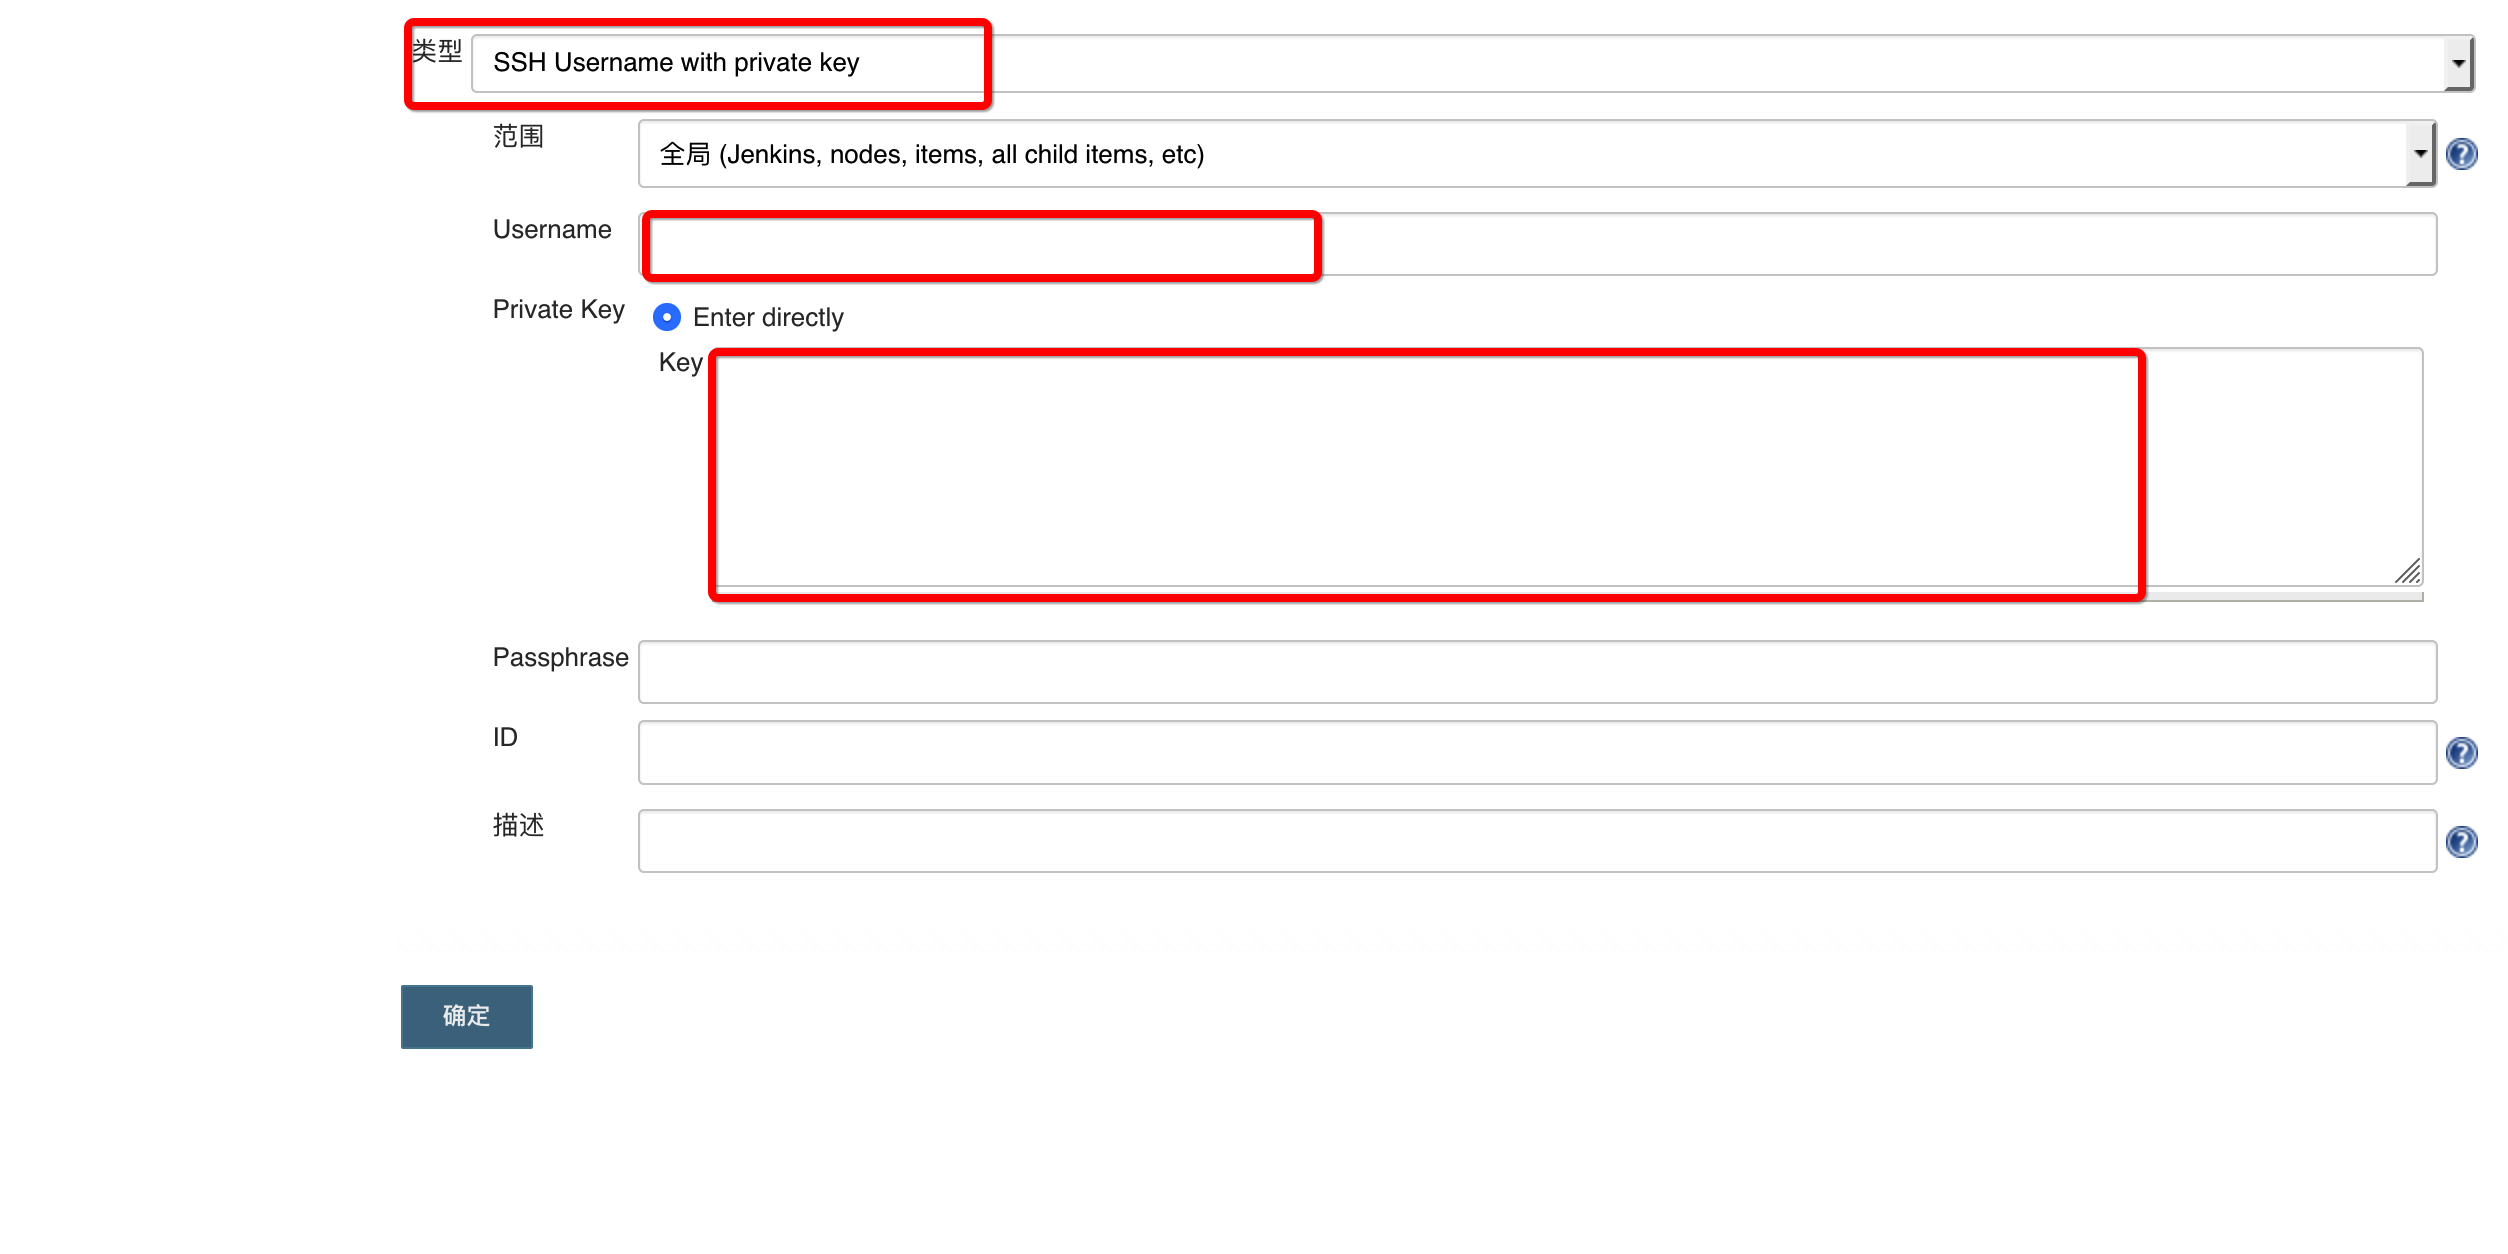 类型 SSH Username with private key
范围 全局 (Jenkins, nodes, items, all child items, etc)
Username
Private Key Enter directly
Key
Passphrase
ID
描述
确定